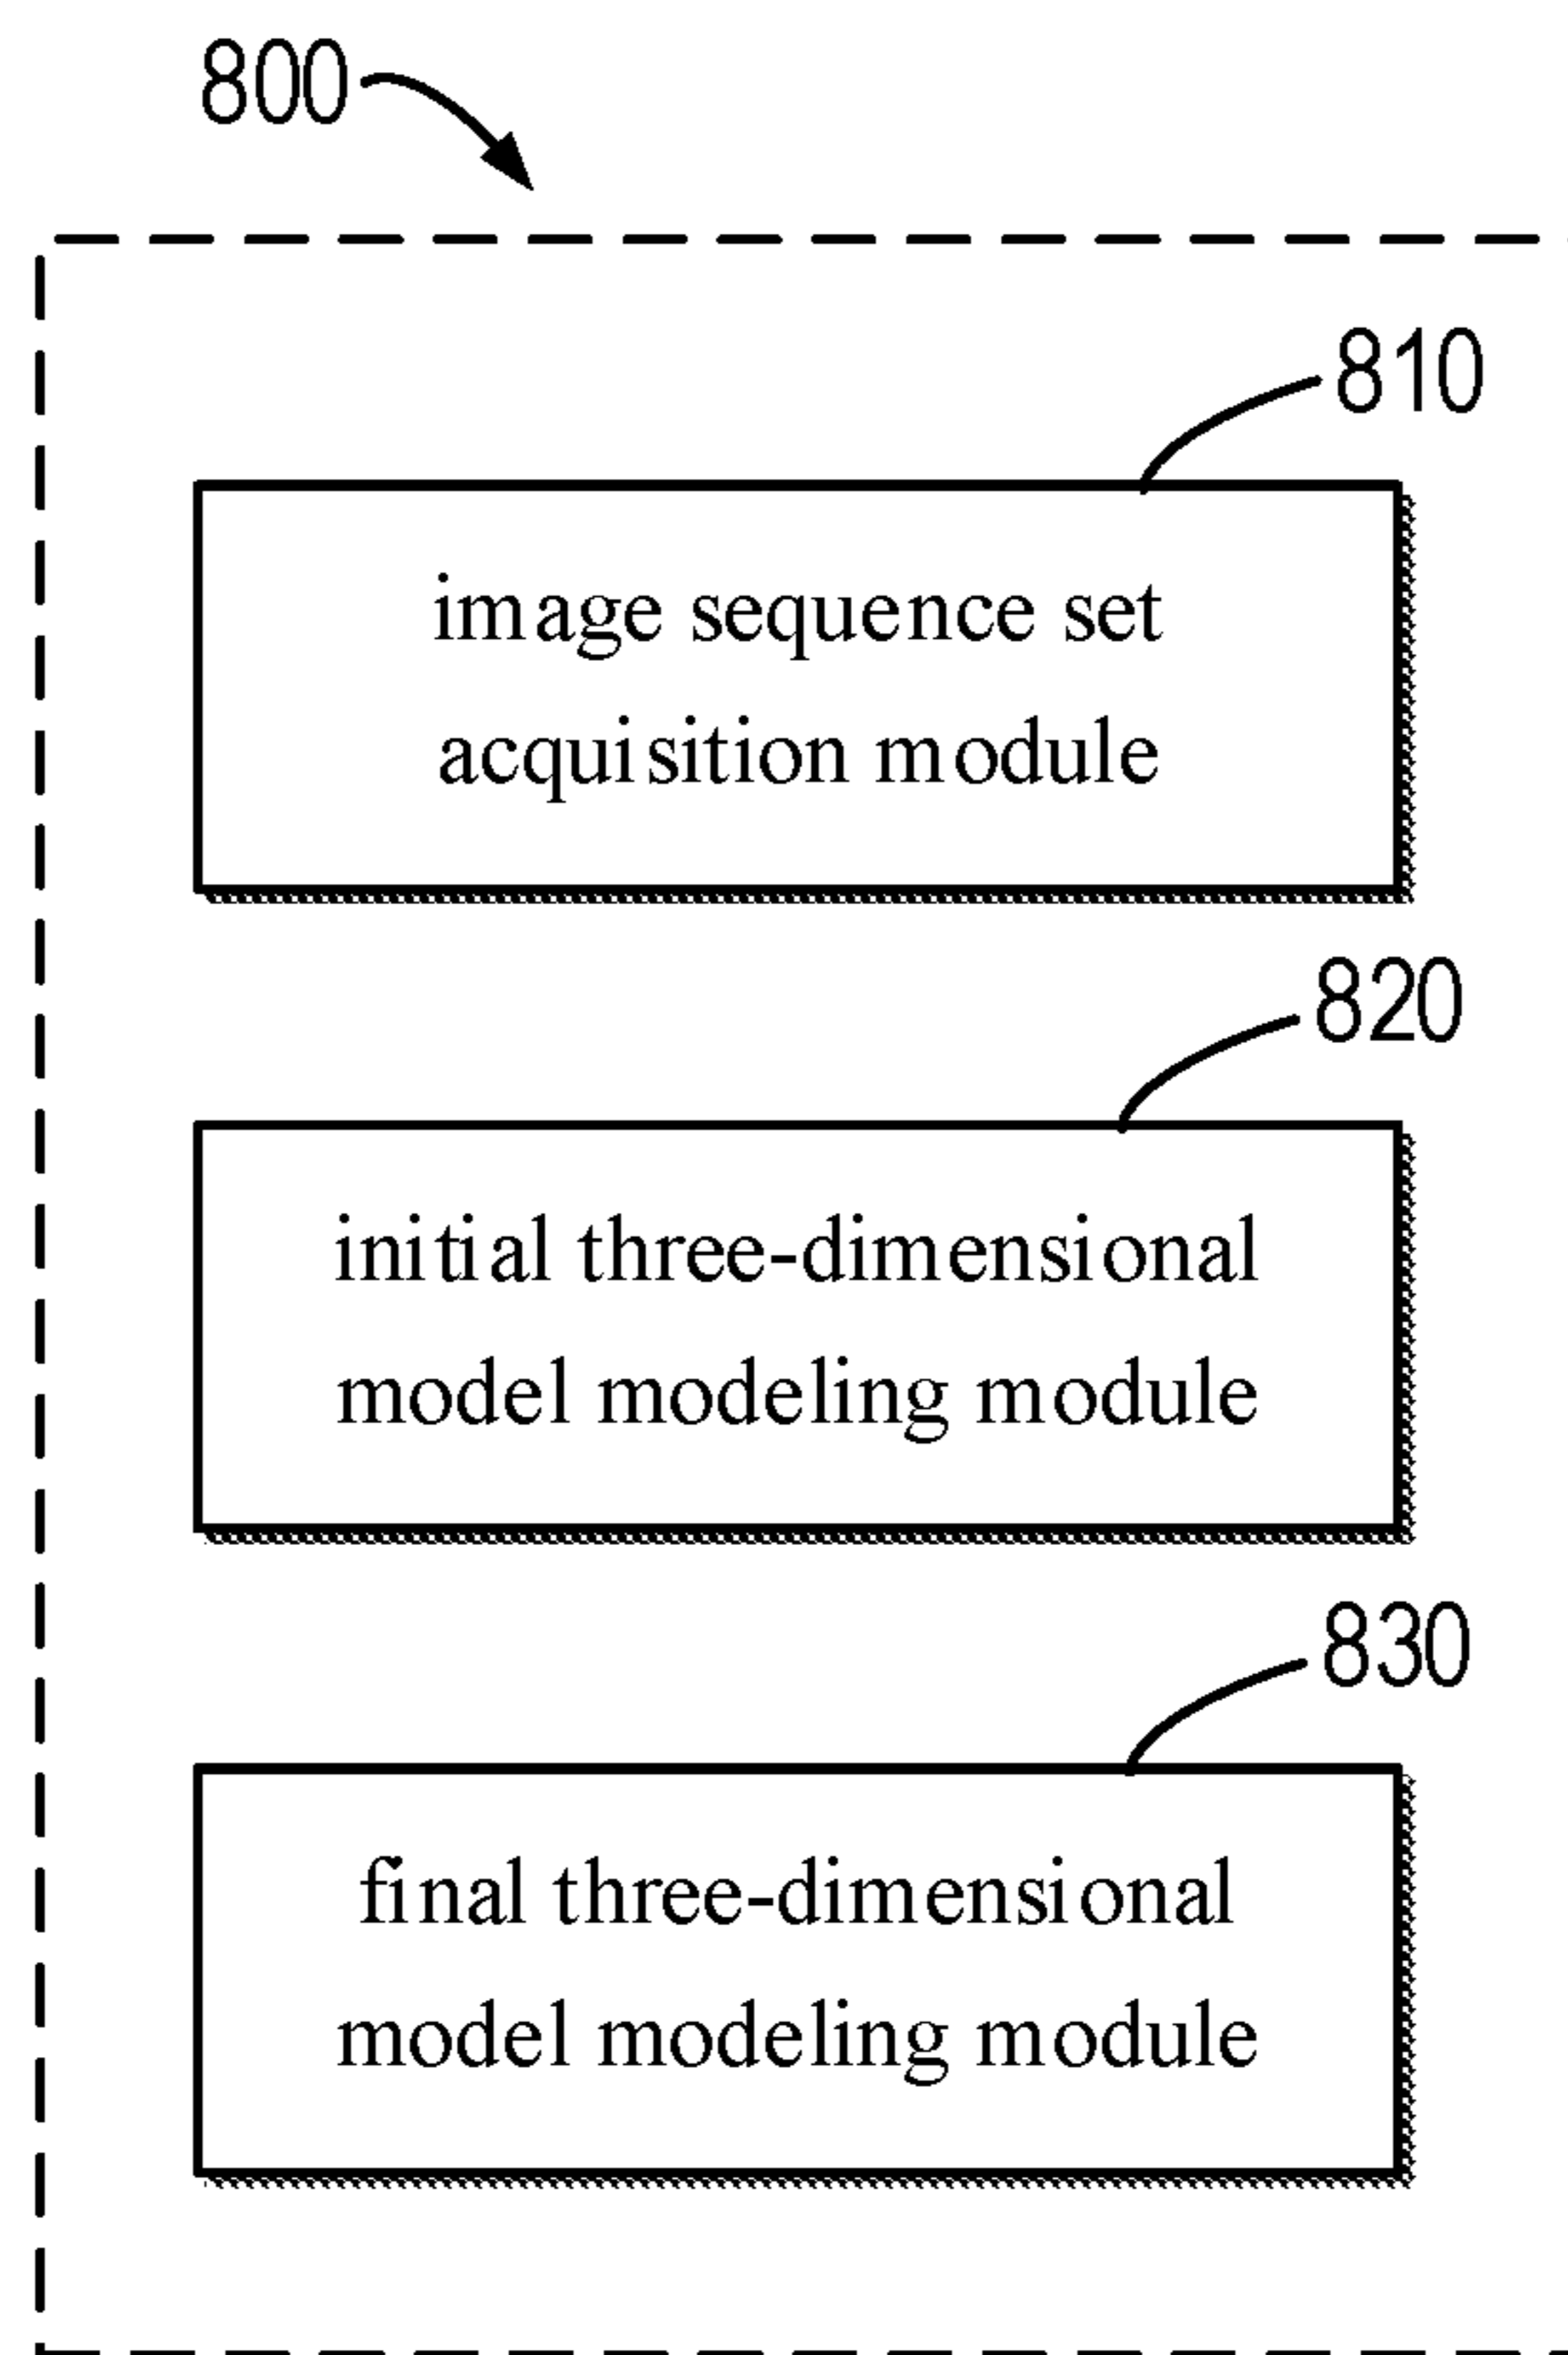 800
810
image sequence set
acquisition module
820
initial three-dimensional
model modeling module
830
final three-dimensional
model modeling module